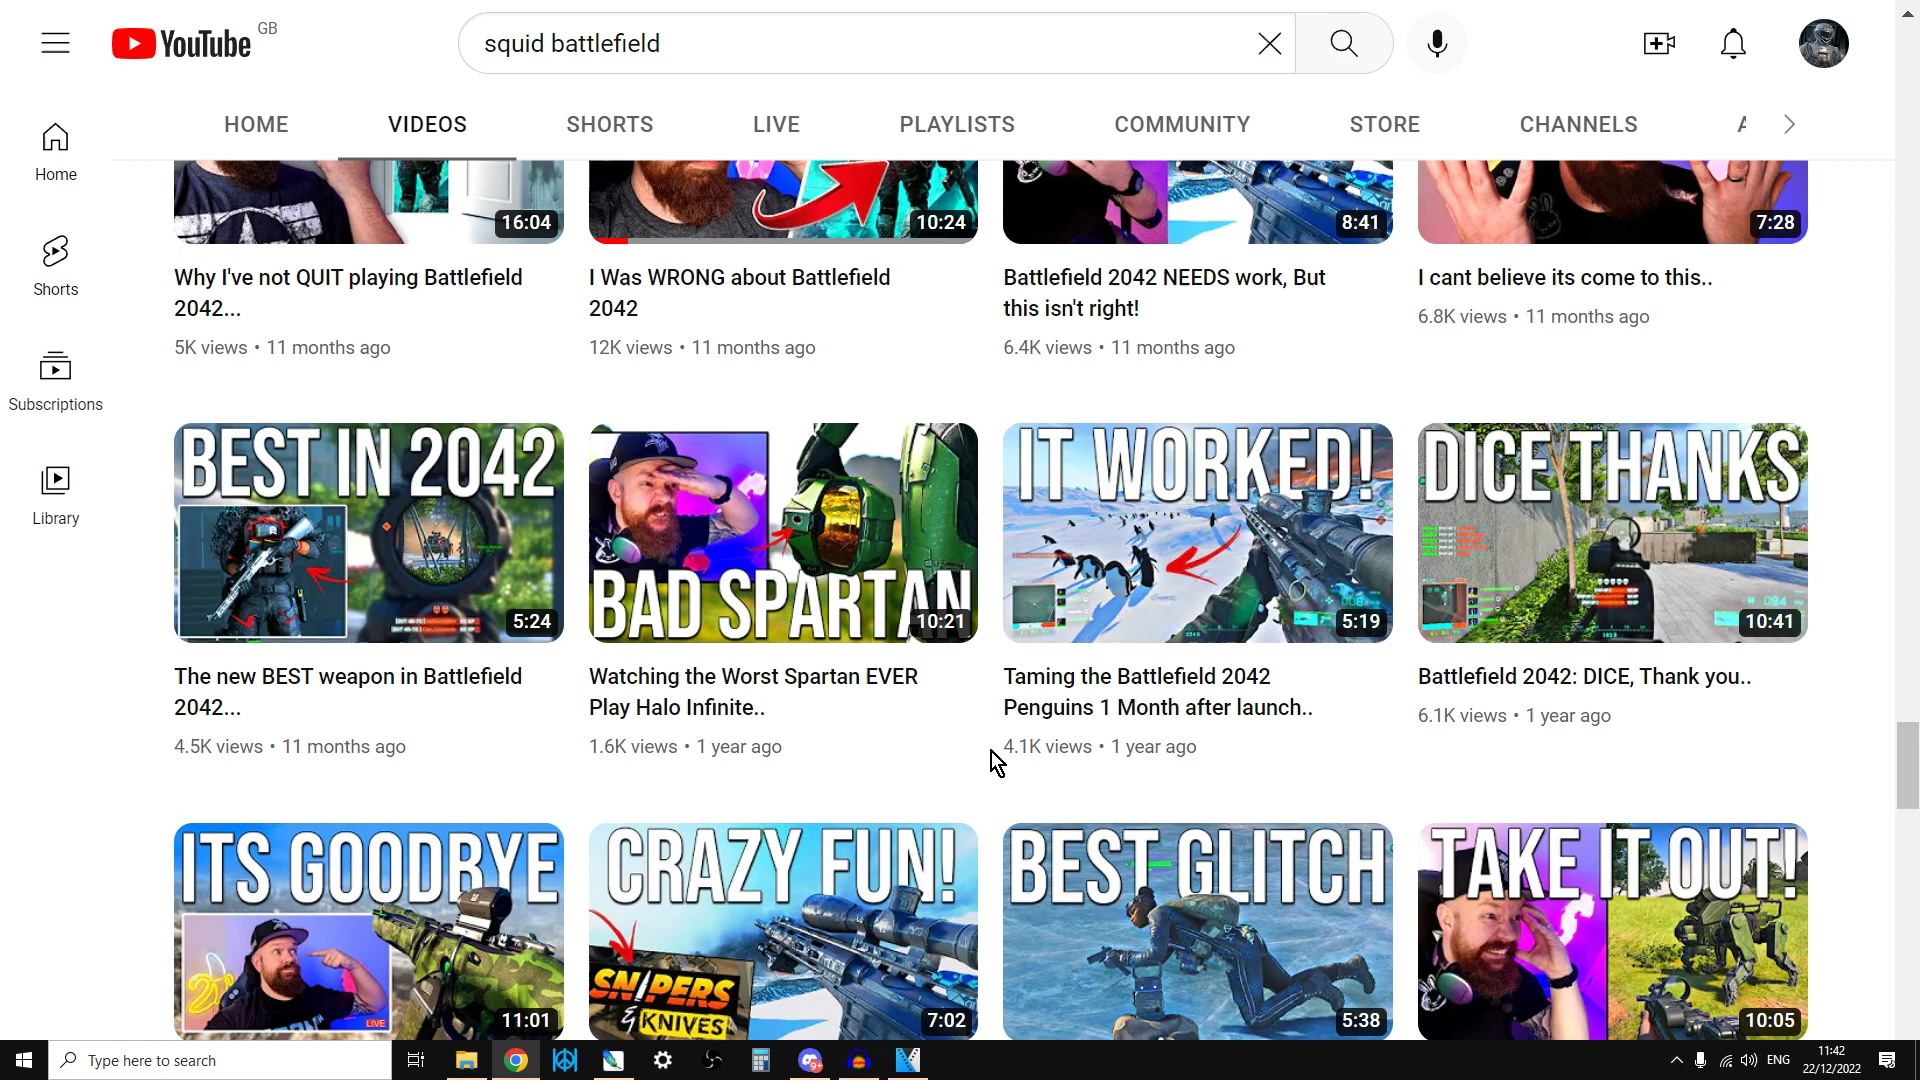 YouTube GB
squid battlefield
HOME VIDEOS SHORTS LIVE PLAYLISTS COMMUNITY STORE CHANNELS
Home
Shorts
Subscriptions
Library
16:04
10:24
8:41
7:28
Why I've not QUIT playing Battlefield
2042...
5K views • 11 months ago
I Was WRONG about Battlefield
2042
12K views • 11 months ago
Battlefield 2042 NEEDS work, But
this isn't right!
6.4K views • 11 months ago
I cant believe its come to this..
6.8K views • 11 months ago
BEST IN 2042
5:24
BAD SPARTAN
10:21
IT WORKED!
5:19
DICE THANKS
10:41
The new BEST weapon in Battlefield
2042...
4.5K views • 11 months ago
Watching the Worst Spartan EVER
Play Halo Infinite..
1.6K views • 1 year ago
Taming the Battlefield 2042
Penguins 1 Month after launch..
4.1K views • 1 year ago
Battlefield 2042: DICE, Thank you..
6.1K views • 1 year ago
ITS GOODBYE
LIVE
11:01
CRAZY FUN!
SNIPERS
& KNIVES
7:02
BEST GLITCH
5:38
TAKE IT OUT!
10:05
Type here to search
9+
ENG
11:42
22/12/2022